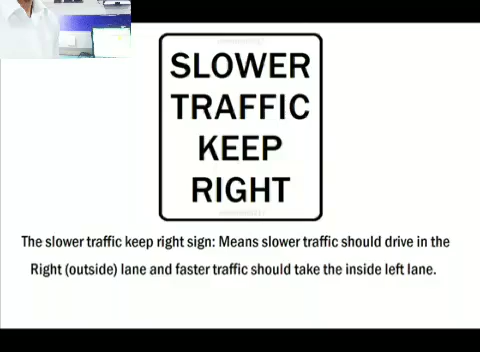 SLOWER
TRAFFIC
KEEP
RIGHT
The slower traffic keep right sign: Means slower traffic should drive in the
Right (outside) lane and faster traffic should take the inside left lane.